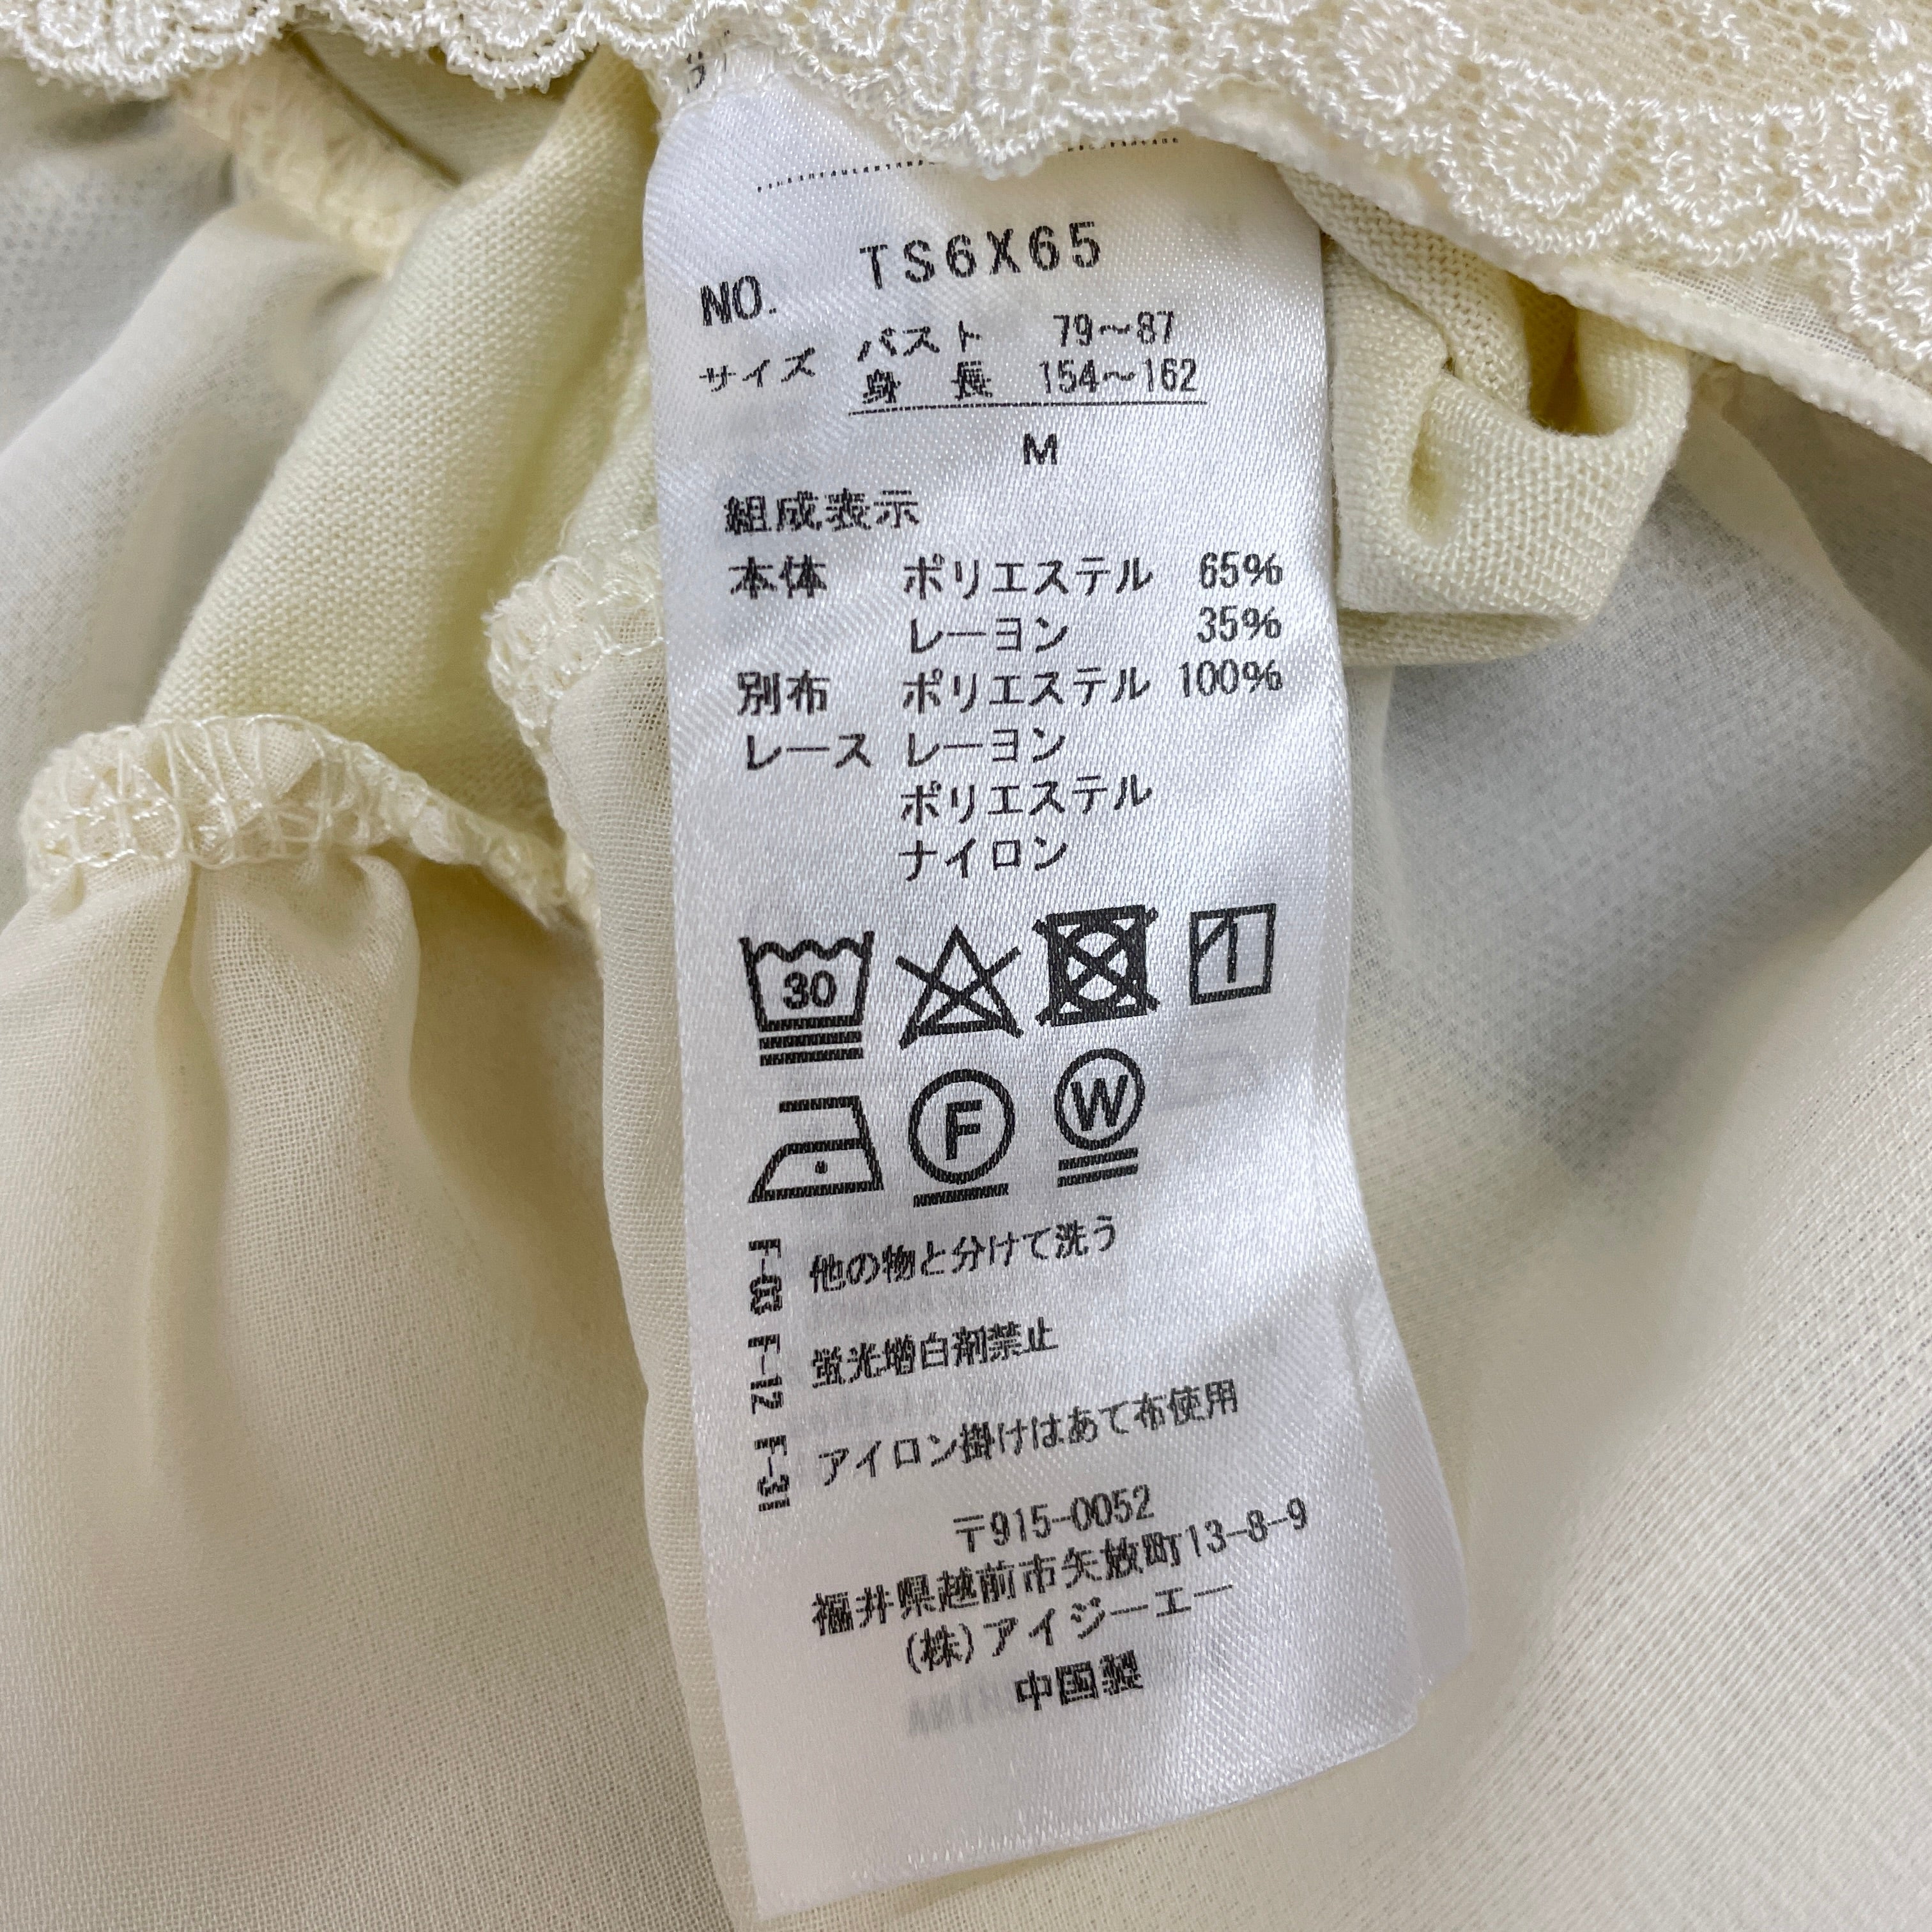 NO. TS6X65
サイズ バスト 79～87
身長 154～162
M
組成表示
本体 ポリエステル 65%
レーヨン 35%
別布 ポリエステル 100%
レース レーヨン
ポリエステル
ナイロン
30
F W
他の物と分けて洗う
蛍光増白剤禁止
アイロン掛けはあて布使用
F-03 F-12 F-31
〒915-0052
福井県越前市矢放町13-8-9
(株)アイジーエー
中国製